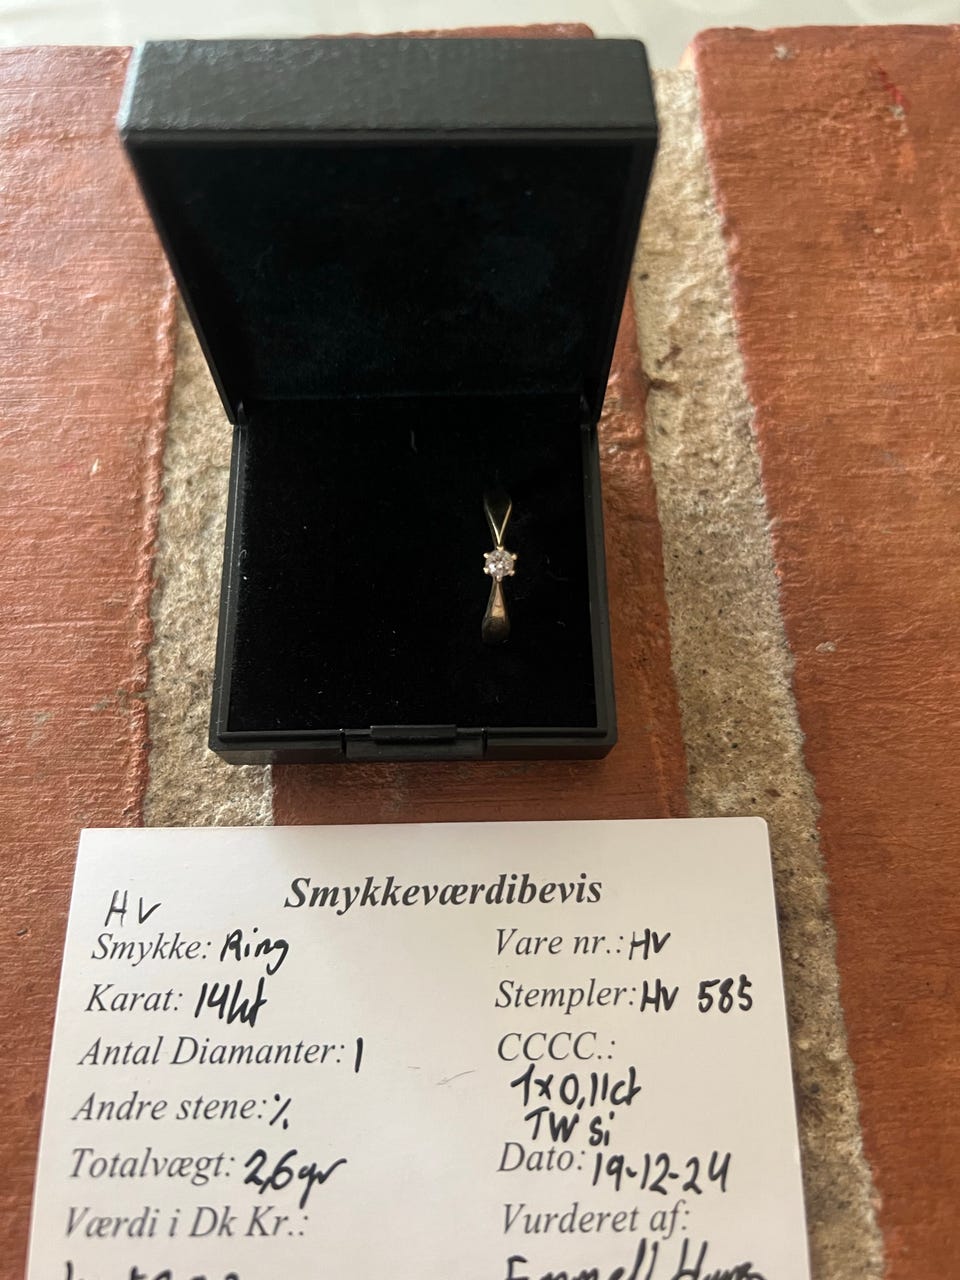 Smykkeværdibevis
HV
Smykke: Ring
Vare nr.: HV
Karat: 14kt
Stempler: HV 585
Antal Diamanter: 1
CCCC.:
1x0,11ct
TW si
Andre stene: ٪
Totalvægt: 2,6gr
Dato: 19-12-24
Værdi i Dk Kr.:
Vurderet af: